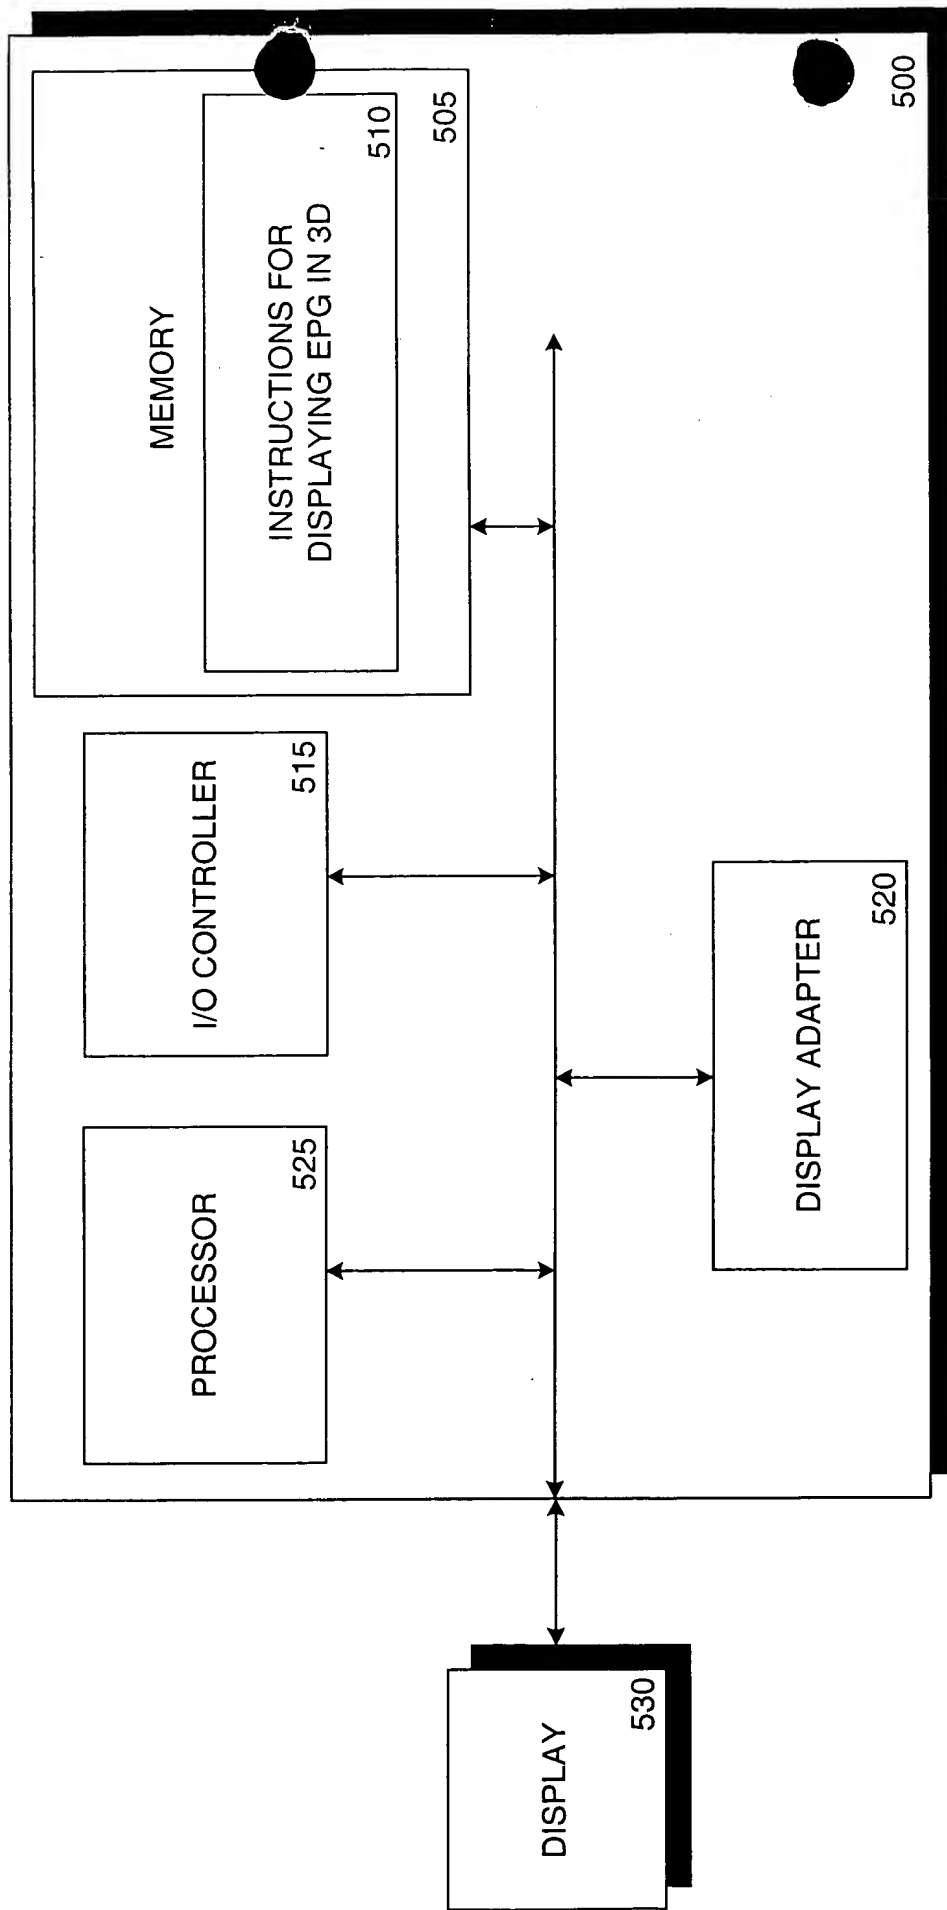 DISPLAY
530
PROCESSOR
525
I/O CONTROLLER
515
MEMORY
INSTRUCTIONS FOR
DISPLAYING EPG IN 3D
510
505
DISPLAY ADAPTER
520
500